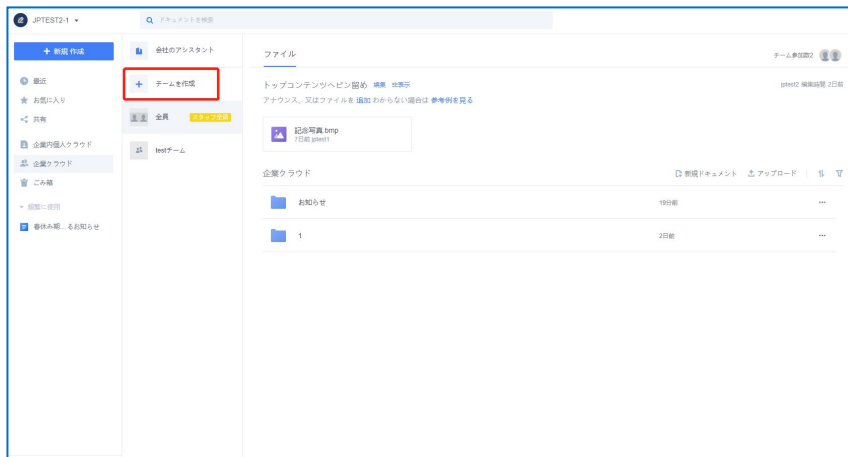 JPTEST2-1
ドキュメントを検索
+ 新規作成
最近
お気に入り
共有
企業内個人クラウド
企業クラウド
ごみ箱
頻繁に使用
春休み期...るお知らせ
会社のアシスタント
チームを作成
全員 スタッフ全員
testチーム
ファイル
チーム参加数2
トップコンテンツへピン留め 編集 非表示
jptest2 編集時間 2日前
アナウンス、又はファイルを 追加 わからない場合は 参考例を見る
記念写真.bmp
7日前 jptest1
企業クラウド
新規ドキュメント アップロード
お知らせ 19分前
1 2日前